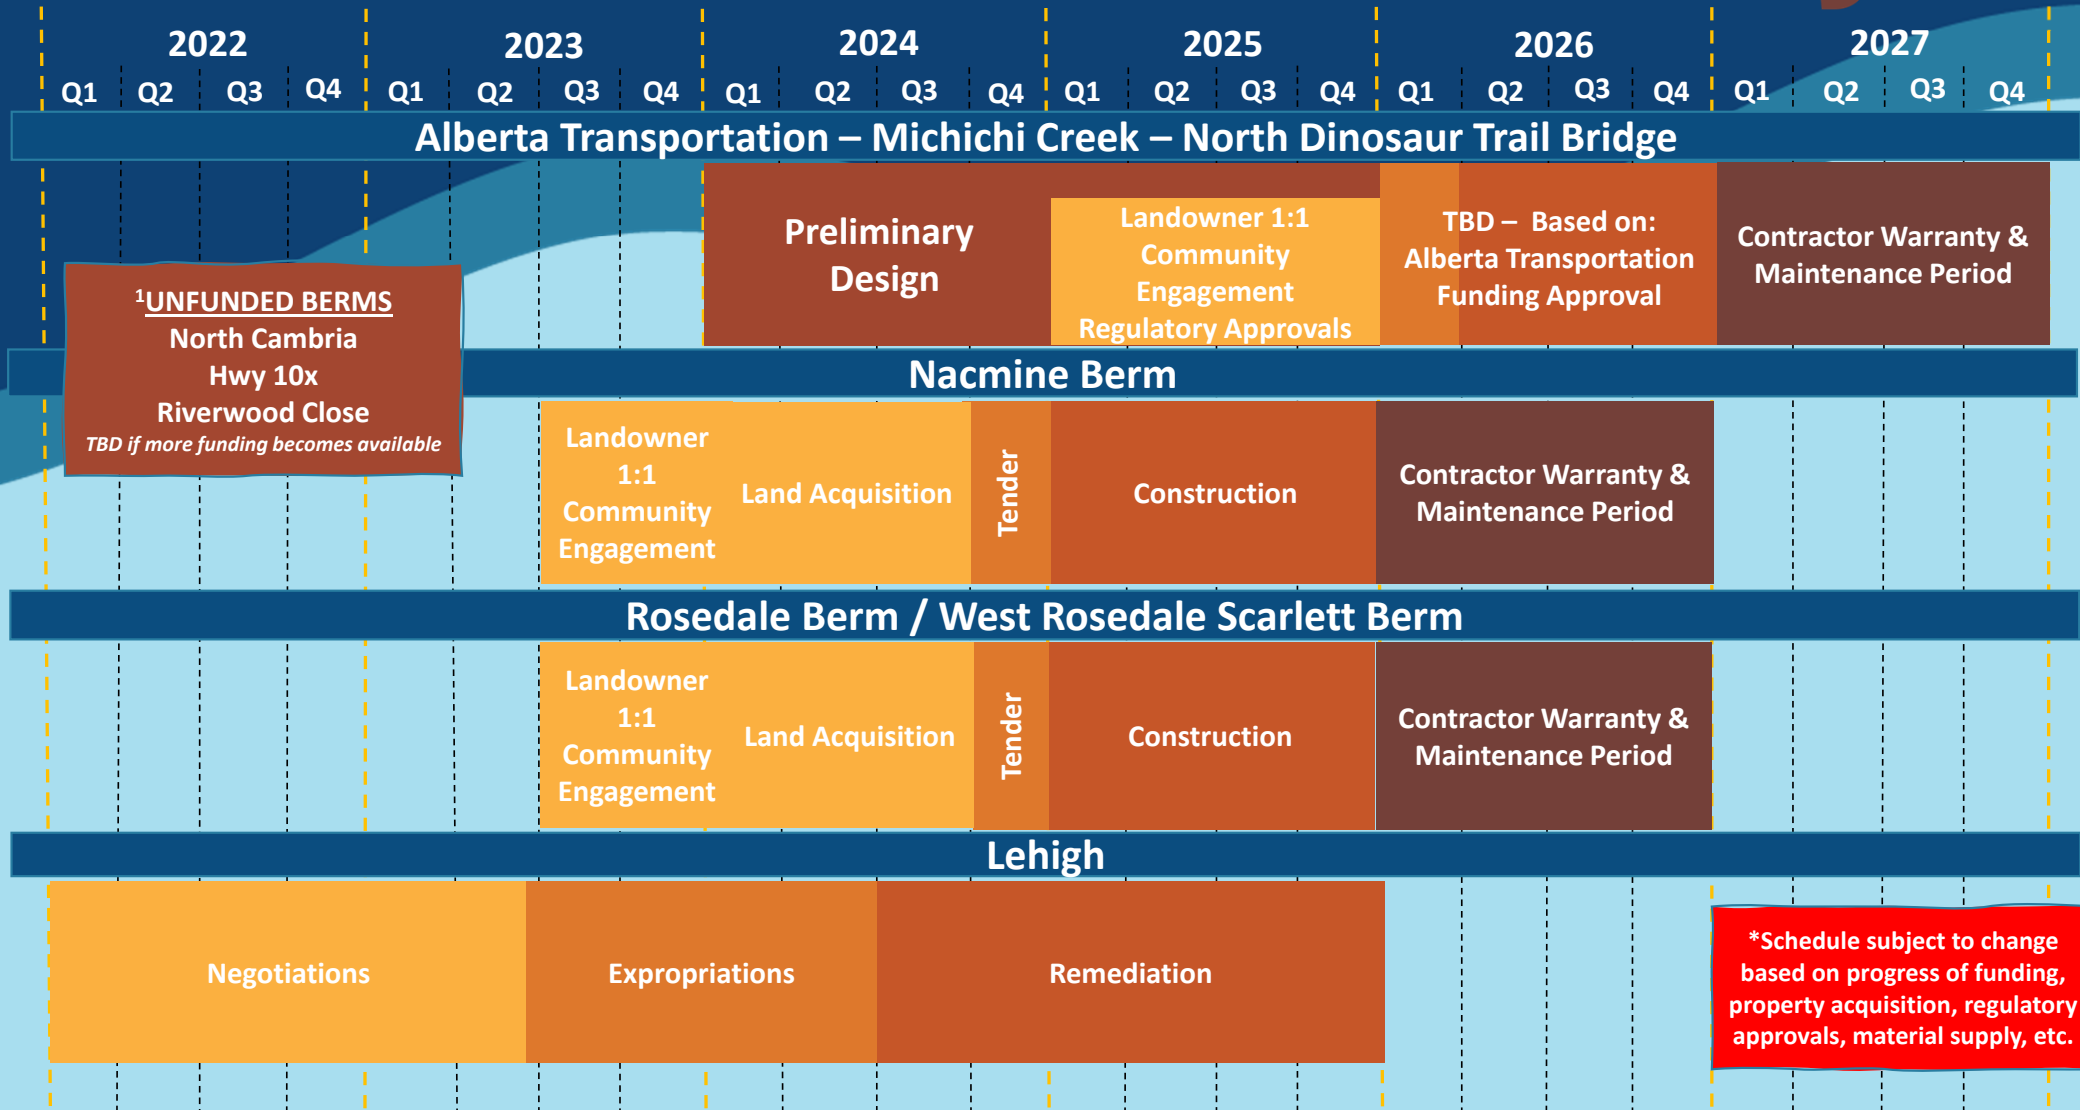 2022 2023 2024 2025 2026 2027
Q1 Q2 Q3 Q4 Q1 Q2 Q3 Q4 Q1 Q2 Q3 Q4 Q1 Q2 Q3 Q4 Q1 Q2 Q3 Q4 Q1 Q2 Q3 Q4
Alberta Transportation – Michichi Creek – North Dinosaur Trail Bridge
Preliminary
Design
Landowner 1:1
Community
Engagement
Regulatory Approvals
TBD – Based on:
Alberta Transportation
Funding Approval
Contractor Warranty &
Maintenance Period
¹UNFUNDED BERMS
North Cambria
Hwy 10x
Riverwood Close
TBD if more funding becomes available
Nacmine Berm
Landowner
1:1
Community
Engagement
Land Acquisition
Tender
Construction
Contractor Warranty &
Maintenance Period
Rosedale Berm / West Rosedale Scarlett Berm
Landowner
1:1
Community
Engagement
Land Acquisition
Tender
Construction
Contractor Warranty &
Maintenance Period
Lehigh
Negotiations
Expropriations
Remediation
*Schedule subject to change
based on progress of funding,
property acquisition, regulatory
approvals, material supply, etc.